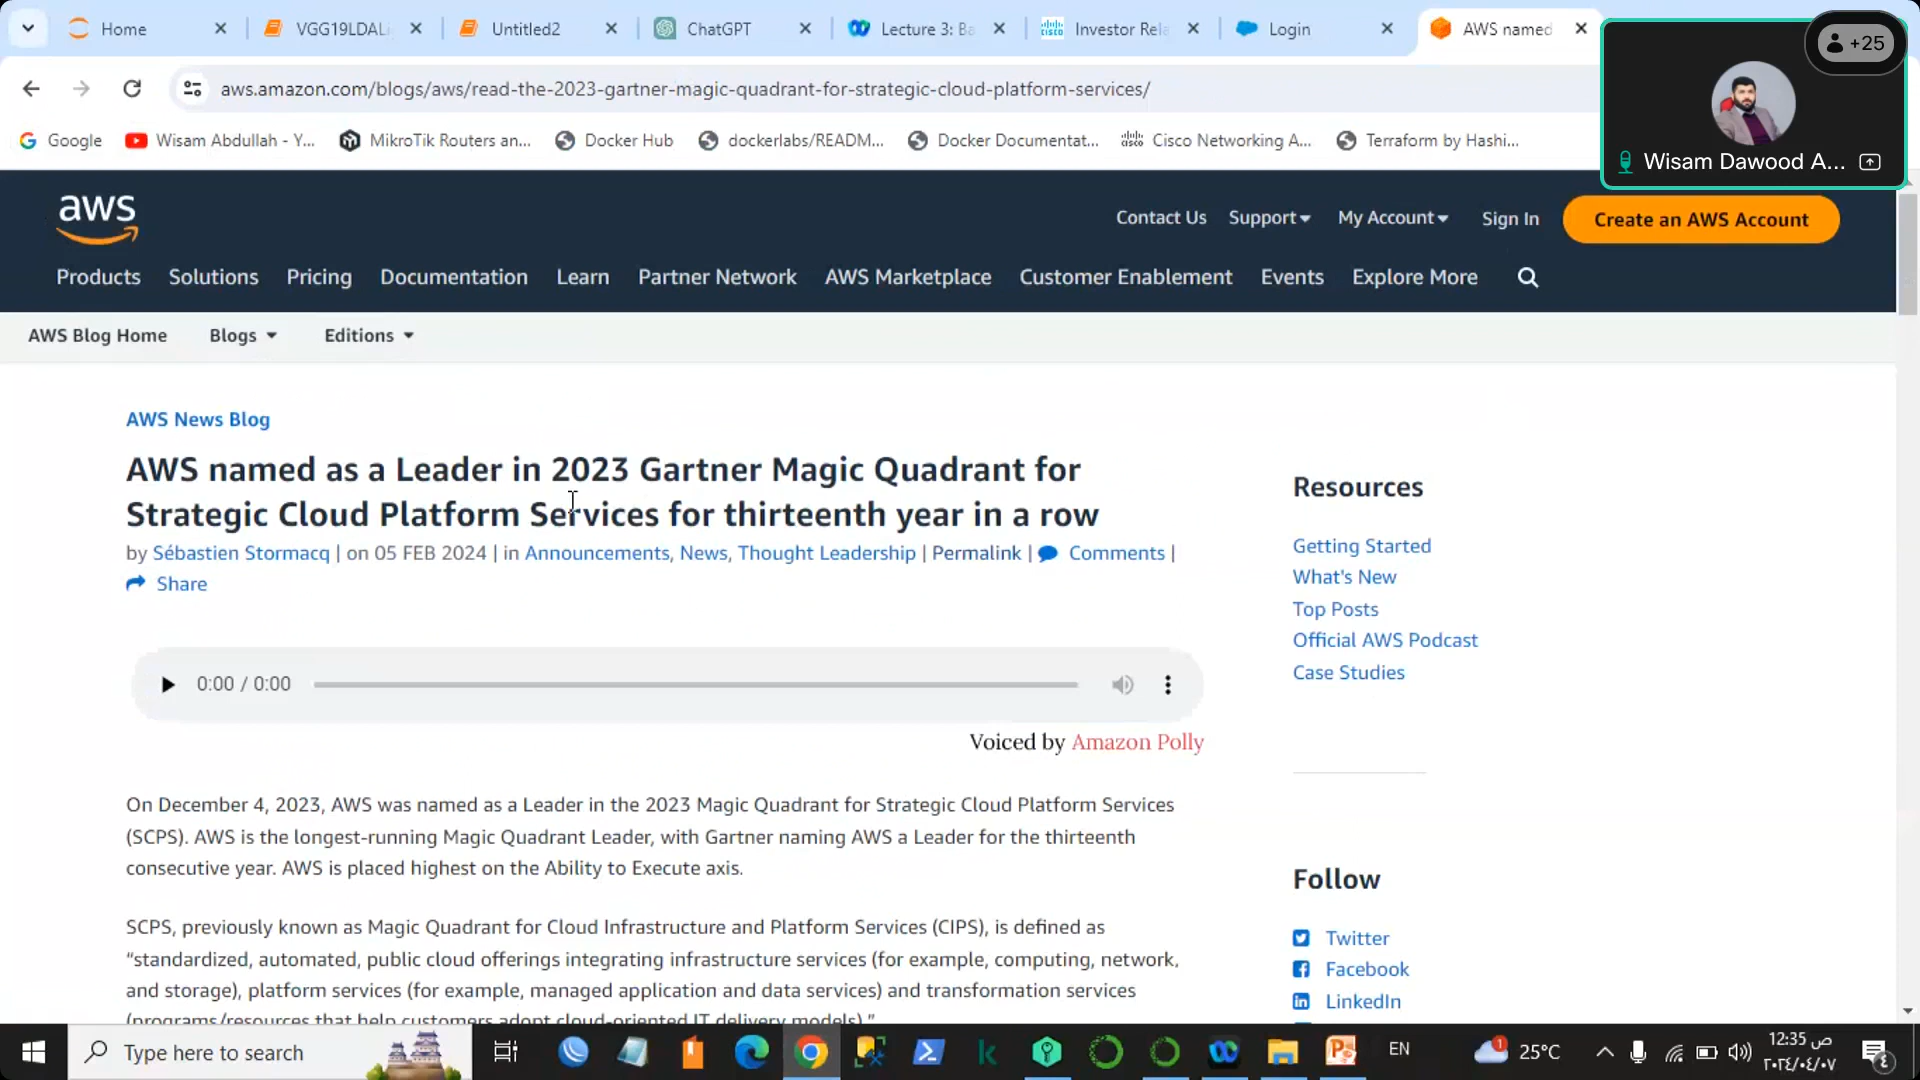 Home
VGG19LDALi
Untitled2
ChatGPT
Lecture 3: Ba
Investor Rela
Login
AWS named
+25
aws.amazon.com/blogs/aws/read-the-2023-gartner-magic-quadrant-for-strategic-cloud-platform-services/
Google
Wisam Abdullah - Y...
MikroTik Routers an...
Docker Hub
dockerlabs/READM...
Docker Documentat...
Cisco Networking A...
Terraform by Hashi...
Wisam Dawood A...
aws
Contact Us
Support
My Account
Sign In
Create an AWS Account
Products
Solutions
Pricing
Documentation
Learn
Partner Network
AWS Marketplace
Customer Enablement
Events
Explore More
AWS Blog Home
Blogs
Editions
AWS News Blog
AWS named as a Leader in 2023 Gartner Magic Quadrant for
Strategic Cloud Platform Services for thirteenth year in a row
by Sébastien Stormacq | on 05 FEB 2024 | in Announcements, News, Thought Leadership | Permalink | Comments |
Share
0:00 / 0:00
Voiced by Amazon Polly
On December 4, 2023, AWS was named as a Leader in the 2023 Magic Quadrant for Strategic Cloud Platform Services
(SCPS). AWS is the longest-running Magic Quadrant Leader, with Gartner naming AWS a Leader for the thirteenth
consecutive year. AWS is placed highest on the Ability to Execute axis.
SCPS, previously known as Magic Quadrant for Cloud Infrastructure and Platform Services (CIPS), is defined as
“standardized, automated, public cloud offerings integrating infrastructure services (for example, computing, network,
and storage), platform services (for example, managed application and data services) and transformation services
(programs/resources that help customers adopt cloud-oriented IT delivery models).”
Resources
Getting Started
What's New
Top Posts
Official AWS Podcast
Case Studies
Follow
Twitter
Facebook
LinkedIn
Type here to search
EN
1
25°C
12:35 ص
٢٠٢٤/٠٤/٠٧
٤